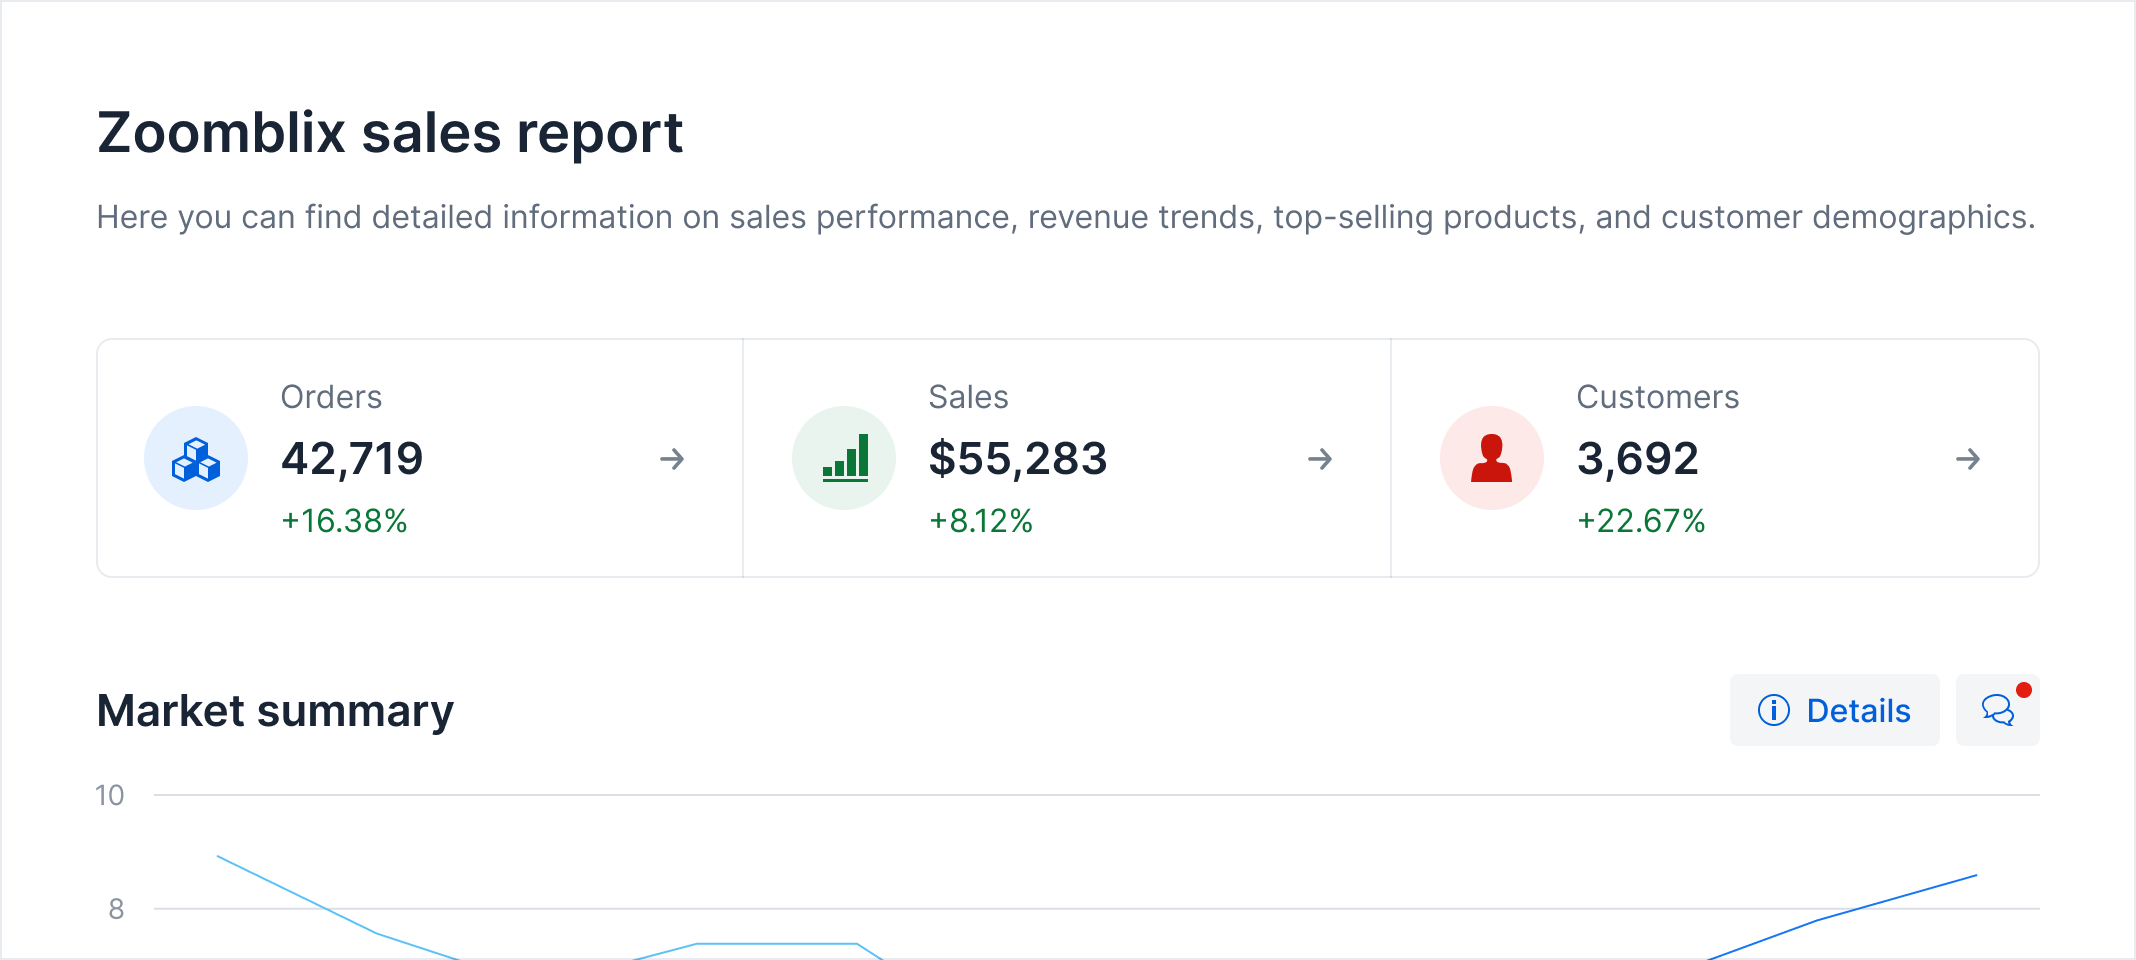 Zoomblix sales report
Here you can find detailed information on sales performance, revenue trends, top-selling products, and customer demographics.
Orders
42,719
+16.38%
Sales
$55,283
+8.12%
Customers
3,692
+22.67%
Market summary
Details
10
8